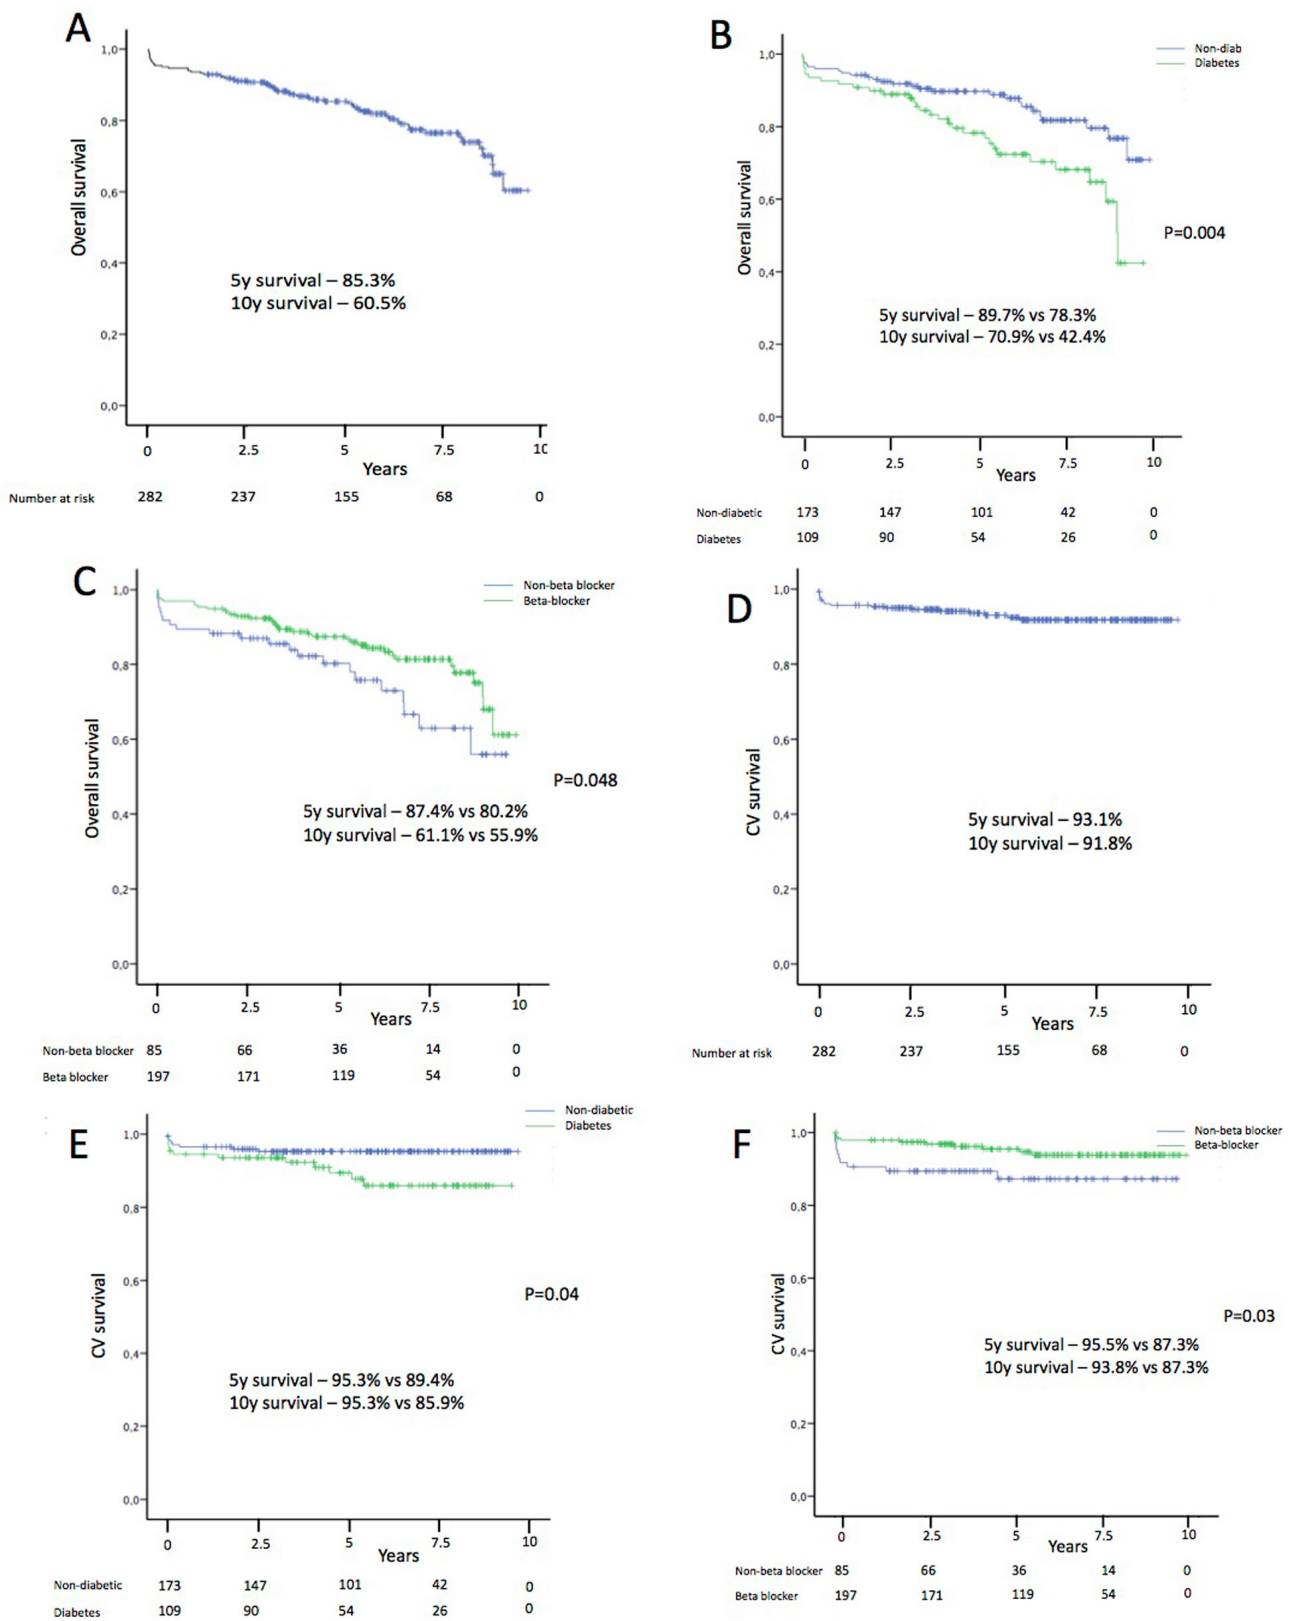 A
1,0
0,8
0,6
0,4
0,2
0,0
Overall survival
5y survival – 85.3%
10y survival – 60.5%
0 2.5 5 7.5 10
Years
Number at risk 282 237 155 68 0
B
Non-diab
Diabetes
1,0
0,8
0,6
0,4
0,2
0,0
Overall survival
P=0.004
5y survival – 89.7% vs 78.3%
10y survival – 70.9% vs 42.4%
0 2.5 5 7.5 10
Years
Non-diabetic 173 147 101 42 0
Diabetes 109 90 54 26 0
C
Non-beta blocker
Beta-blocker
1,0
0,8
0,6
0,4
0,2
0,0
Overall survival
P=0.048
5y survival – 87.4% vs 80.2%
10y survival – 61.1% vs 55.9%
0 2.5 5 7.5 10
Years
Non-beta blocker 85 66 36 14 0
Beta blocker 197 171 119 54 0
D
1,0
0,8
0,6
0,4
0,2
0,0
CV survival
5y survival – 93.1%
10y survival – 91.8%
0 2.5 5 7.5 10
Years
Number at risk 282 237 155 68 0
E
Non-diabetic
Diabetes
1,0
0,8
0,6
0,4
0,2
0,0
CV survival
P=0.04
5y survival – 95.3% vs 89.4%
10y survival – 95.3% vs 85.9%
0 2.5 5 7.5 10
Years
Non-diabetic 173 147 101 42 0
Diabetes 109 90 54 26 0
F
Non-beta blocker
Beta-blocker
1,0
0,8
0,6
0,4
0,2
0,0
CV survival
P=0.03
5y survival – 95.5% vs 87.3%
10y survival – 93.8% vs 87.3%
0 2.5 5 7.5 10
Years
Non-beta blocker 85 66 36 14 0
Beta blocker 197 171 119 54 0